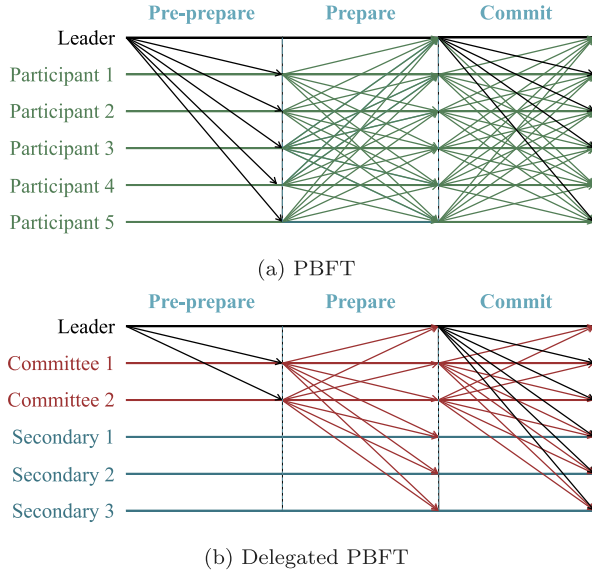 Pre-prepare Prepare Commit
Leader
Participant 1
Participant 2
Participant 3
Participant 4
Participant 5
(a) PBFT
Pre-prepare Prepare Commit
Leader
Committee 1
Committee 2
Secondary 1
Secondary 2
Secondary 3
(b) Delegated PBFT